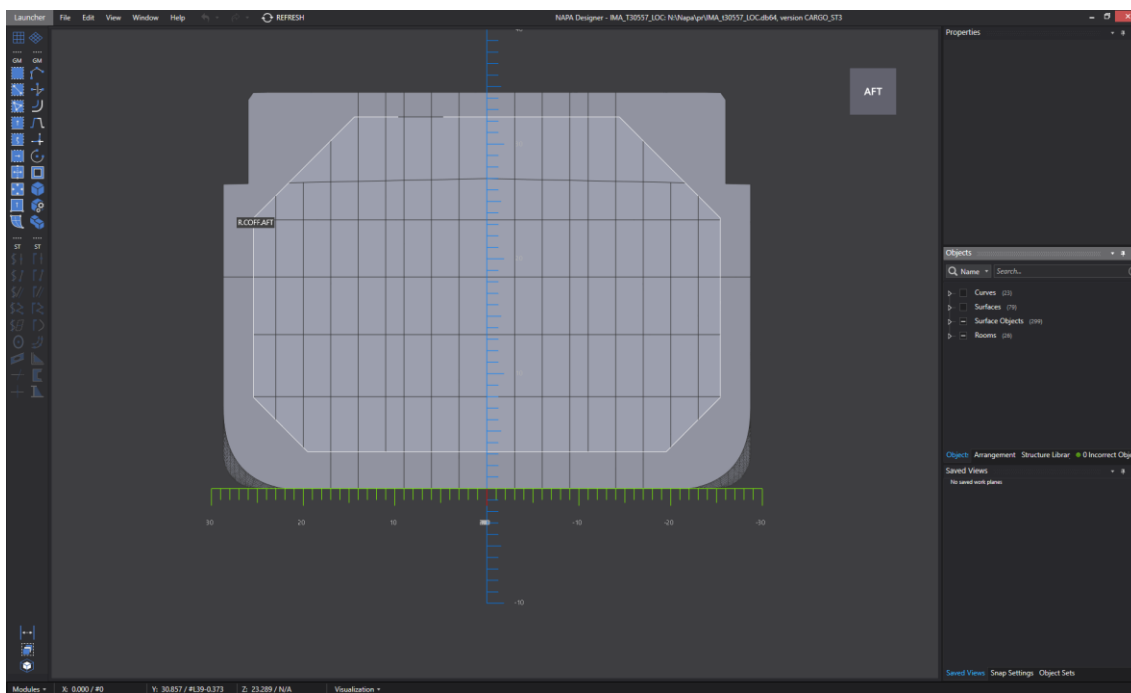 Launcher File Edit View Window Help REFRESH NAPA Designer - IMA_T30557_LOC: N:\Napa\pr\IMA_t30557_LOC.db64, version CARGO_ST3
Properties
GM GM
AFT
R.COFF.AFT
ST ST
Objects
Name Search...
Curves (23)
Surfaces (79)
Surface Objects (299)
Rooms (28)
Objects Arrangement Structure Librar 0 Incorrect Obje
Saved Views
No saved work planes
30 20 10 -10 -20 -30
-10
Saved Views Snap Settings Object Sets
Modules X: 0.000 / #0 Y: 30.857 / #L39-0.373 Z: 23.289 / N/A Visualization